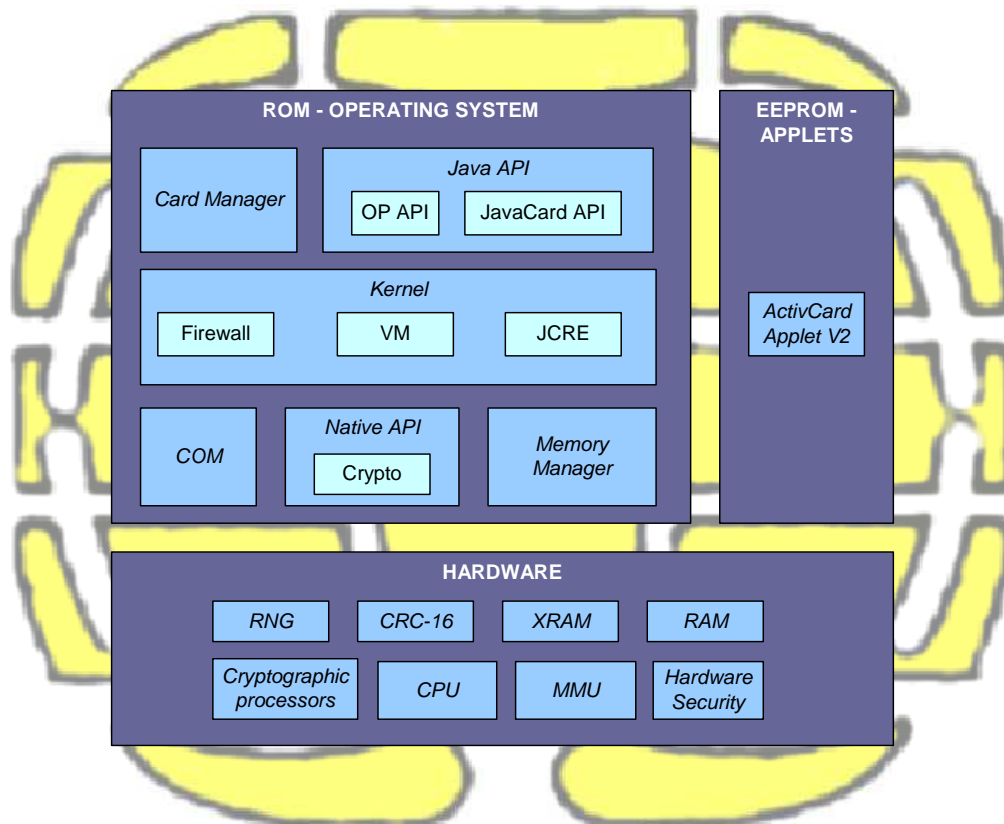 ROM - OPERATING SYSTEM
Card Manager
Java API
OP API
JavaCard API
Kernel
Firewall
VM
JCRE
COM
Native API
Crypto
Memory
Manager
EEPROM -
APPLETS
ActivCard
Applet V2
HARDWARE
RNG
CRC-16
XRAM
RAM
Cryptographic
processors
CPU
MMU
Hardware
Security